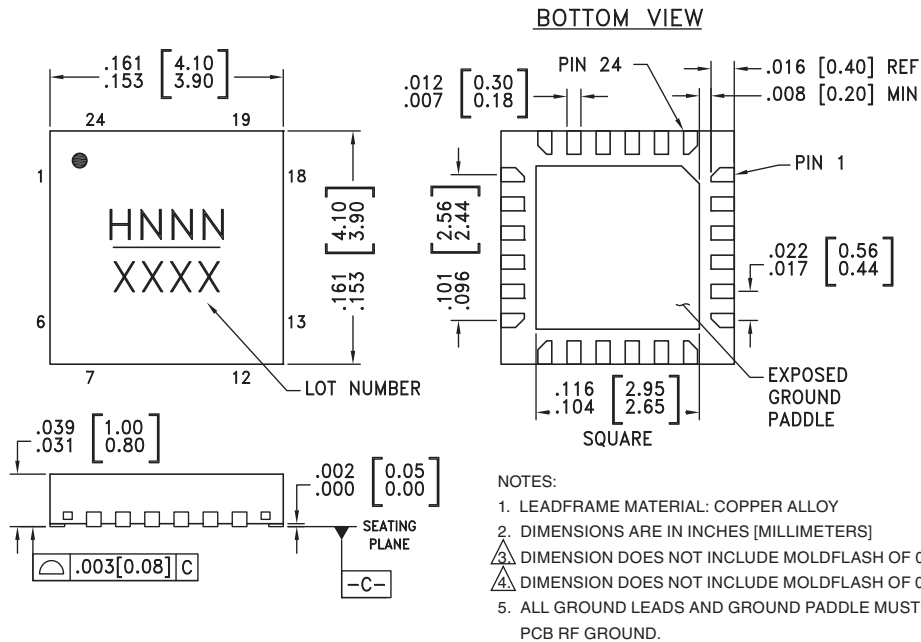 BOTTOM VIEW
.161 [4.10]
.153 [3.90]
24 19
1 18
HNNN
XXXX
6 13
7 12
LOT NUMBER
.161 [4.10]
.153 [3.90]
PIN 24
.012 [0.30]
.007 [0.18]
.016 [0.40] REF
.008 [0.20] MIN
PIN 1
.101 [2.56]
.096 [2.44]
.022 [0.56]
.017 [0.44]
.116 [2.95]
.104 [2.65]
SQUARE
EXPOSED
GROUND
PADDLE
.039 [1.00]
.031 [0.80]
.002 [0.05]
.000 [0.00]
SEATING
PLANE
.003[0.08] C
-C-
NOTES:
1. LEADFRAME MATERIAL: COPPER ALLOY
2. DIMENSIONS ARE IN INCHES [MILLIMETERS]
3. DIMENSION DOES NOT INCLUDE MOLDFLASH OF
4. DIMENSION DOES NOT INCLUDE MOLDFLASH OF
5. ALL GROUND LEADS AND GROUND PADDLE MUST
PCB RF GROUND.